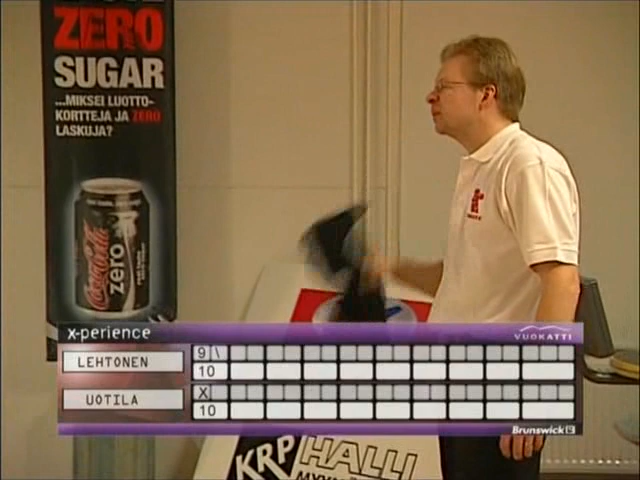 ZERO
SUGAR
...MIKSEI LUOTTO-
KORTTEJA JA ZERO
LASKUJA?
Coca-Cola
zero
x-perience
VUOKATTI
LEHTONEN 9 \
10
UOTILA X
10
Brunswick
KRP HALLI